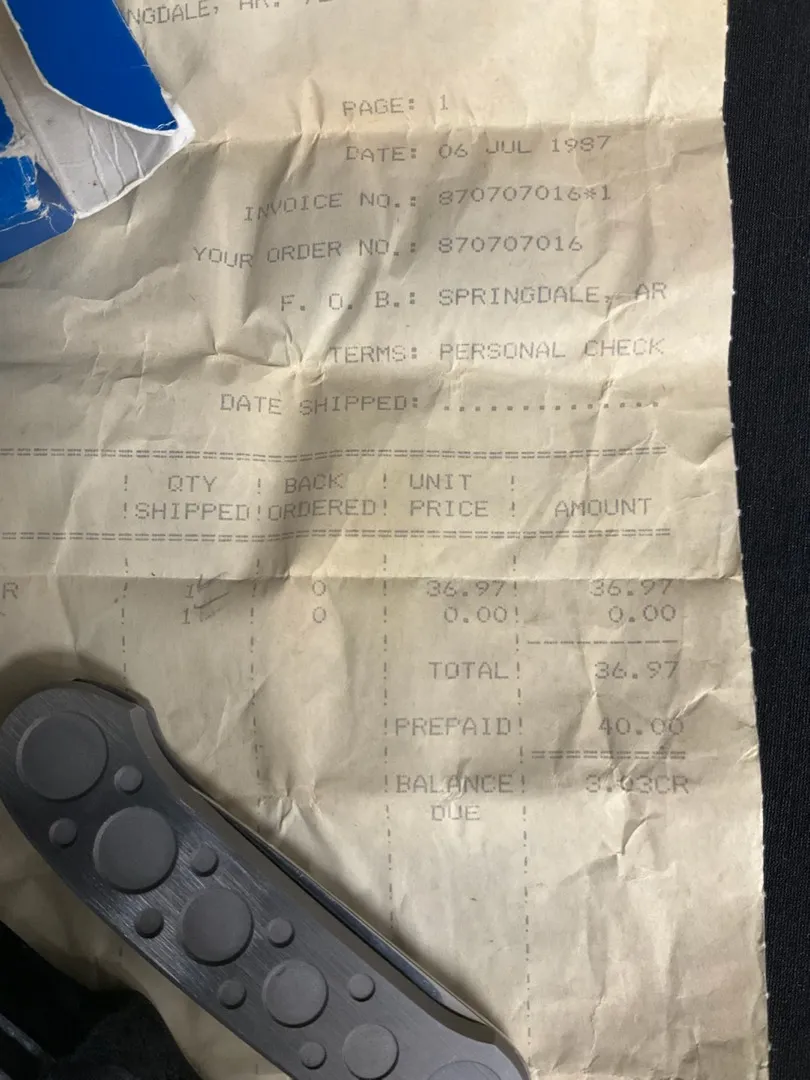 NGDALE, AR.
PAGE: 1
DATE: 06 JUL 1987
INVOICE NO.: 870707016*1
YOUR ORDER NO.: 870707016
F. O. B.: SPRINGDALE, AR
TERMS: PERSONAL CHECK
DATE SHIPPED: ..............
! QTY ! BACK ! UNIT !
!SHIPPED!ORDERED! PRICE ! AMOUNT
R 1 0 36.97! 36.97
1 0 0.00! 0.00
TOTAL! 36.97
!PREPAID! 40.00
!BALANCE! 3.03CR
DUE